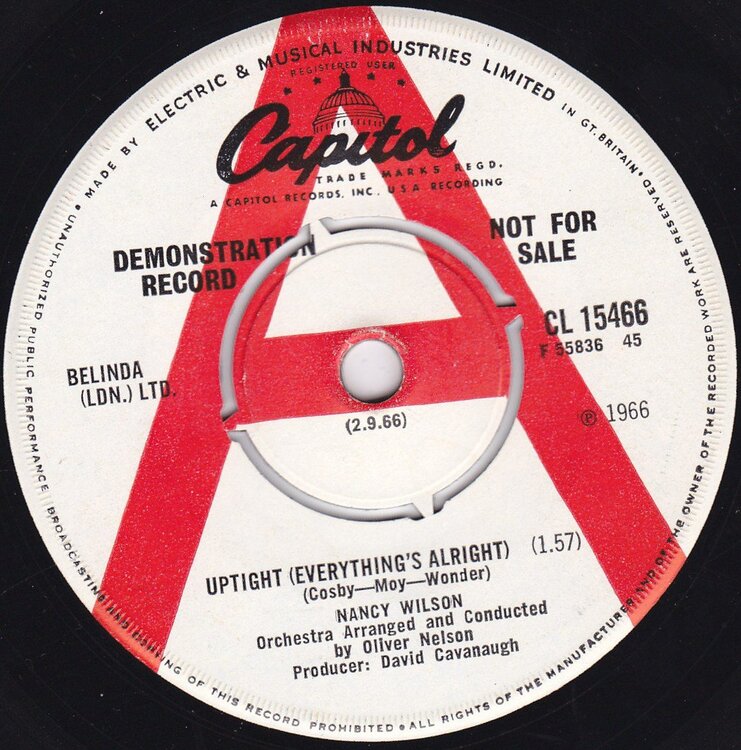 MADE BY ELECTRIC & MUSICAL INDUSTRIES LIMITED IN GT. BRITAIN.
REGISTERED USER
Capitol
TRADE MARKS REGD.
A CAPITOL RECORDS, INC. U.S.A. RECORDING
DEMONSTRATION
RECORD
NOT FOR
SALE
CL 15466
F 55836 45
BELINDA
(LDN.) LTD.
℗ 1966
(2.9.66)
UPTIGHT (EVERYTHING'S ALRIGHT) (1.57)
(Cosby—Moy—Wonder)
NANCY WILSON
Orchestra Arranged and Conducted
by Oliver Nelson
Producer: David Cavanaugh
UNAUTHORIZED PUBLIC PERFORMANCE BROADCASTING AND COPYING OF THIS RECORD PROHIBITED ALL RIGHTS OF THE MANUFACTURER AND OF THE OWNER OF THE RECORDED WORK ARE RESERVED